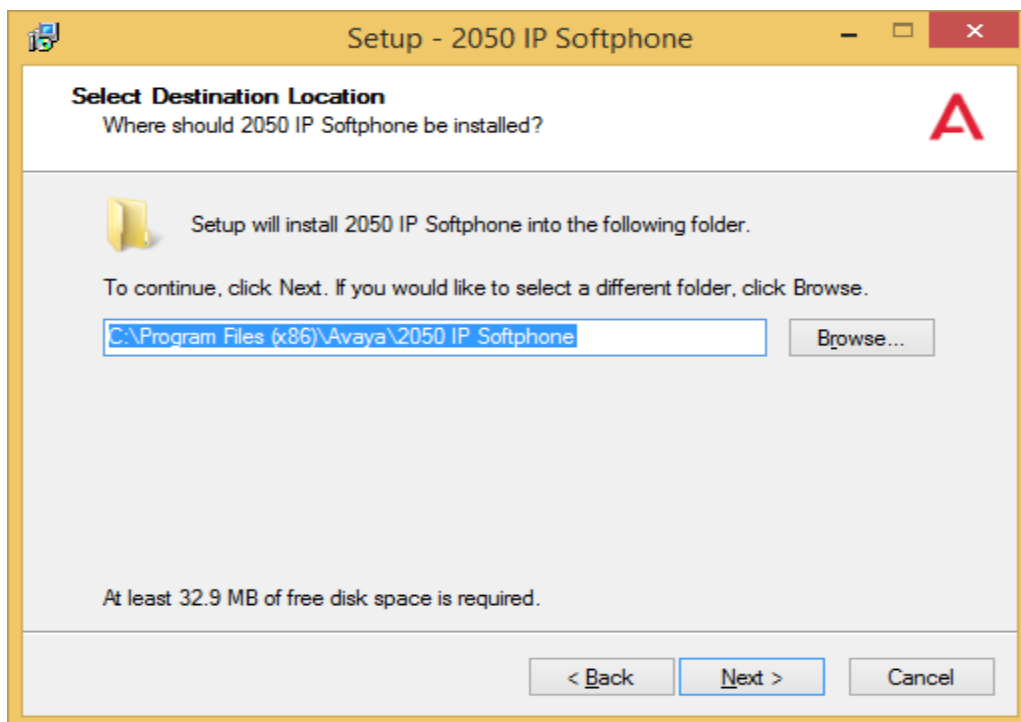 Setup - 2050 IP Softphone
Select Destination Location
Where should 2050 IP Softphone be installed?
Setup will install 2050 IP Softphone into the following folder.
To continue, click Next. If you would like to select a different folder, click Browse.
C:\Program Files (x86)\Avaya\2050 IP Softphone
Browse...
At least 32.9 MB of free disk space is required.
< Back
Next >
Cancel